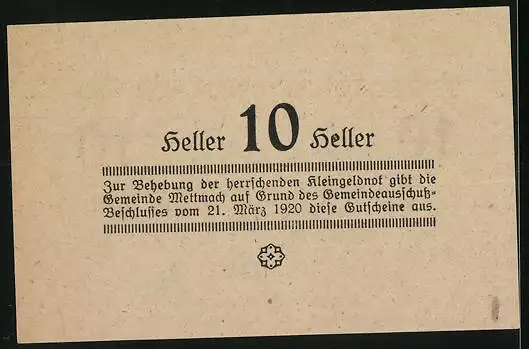 Heller 10 Heller
Zur Behebung der herrschenden Kleingeldnot gibt die
Gemeinde Mettmach auf Grund des Gemeindeausschuß-
Beschlusses vom 21. März 1920 diese Gutscheine aus.